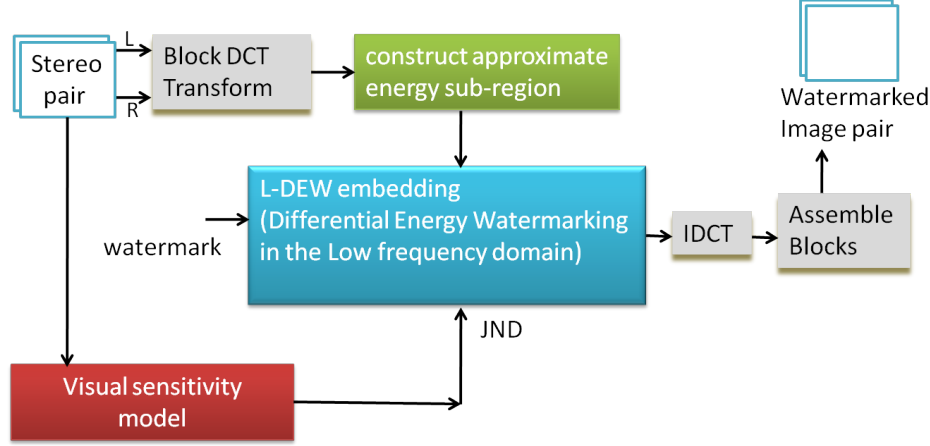 Stereo
pair
L
R
Block DCT
Transform
construct approximate
energy sub-region
Watermarked
Image pair
watermark
L-DEW embedding
(Differential Energy Watermarking
in the Low frequency domain)
IDCT
Assemble
Blocks
JND
Visual sensitivity
model